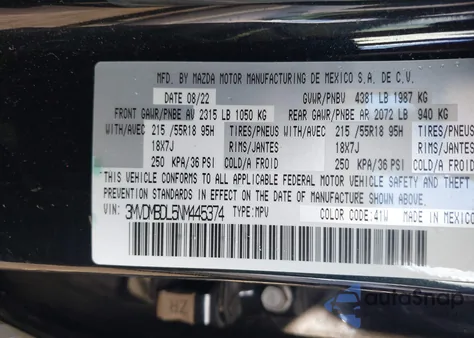 MFD. BY MAZDA MOTOR MANUFACTURING DE MEXICO S.A. DE C.V.
DATE 08/22 GVWR/PNBV 4381 LB 1987 KG
FRONT GAWR/PNBE AV 2315 LB 1050 KG REAR GAWR/PNBE AR 2072 LB 940 KG
WITH/AVEC 215 /55R18 95H TIRES/PNEUS WITH/AVEC 215 /55R18 95H TIRES/PNEUS
18X7J RIMS/JANTES 18X7J RIMS/JANTES
250 KPA/36 PSI COLD/A FROID 250 KPA/36 PSI COLD/A FROID
THIS VEHICLE CONFORMS TO ALL APPLICABLE FEDERAL MOTOR VEHICLE SAFETY AND THEFT
PREVENTION STANDARDS IN EFFECT ON THE DATE OF MANUFACTURE SHOWN ABOVE.
VIN: 3MVDMBDL5NM445374 TYPE:MPV COLOR CODE:41W MADE IN MEXICO
autoSnap